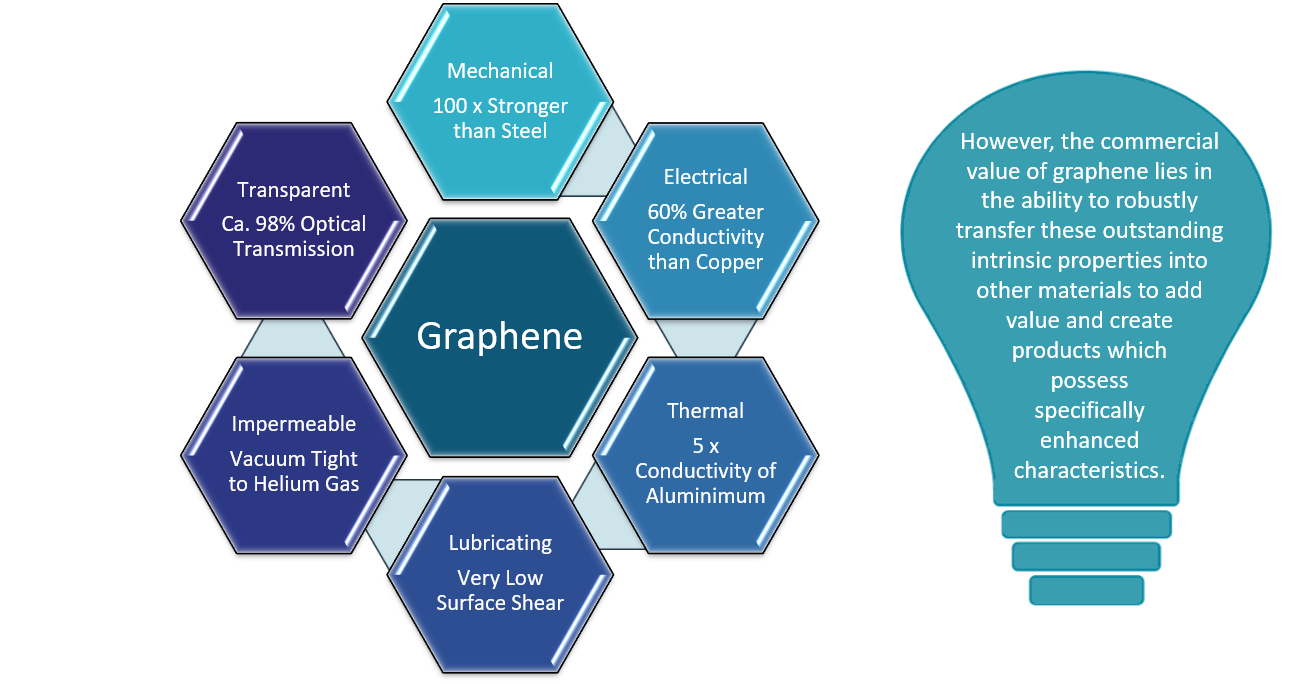 Mechanical
100 x Stronger
than Steel
Electrical
60% Greater
Conductivity
than Copper
Thermal
5 x
Conductivity of
Aluminimum
Lubricating
Very Low
Surface Shear
Impermeable
Vacuum Tight
to Helium Gas
Transparent
Ca. 98% Optical
Transmission
Graphene
However, the commercial
value of graphene lies in
the ability to robustly
transfer these outstanding
intrinsic properties into
other materials to add
value and create
products which
possess
specifically
enhanced
characteristics.